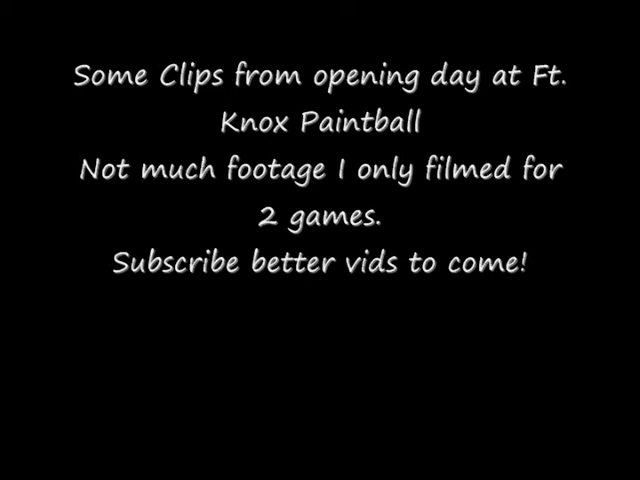 Some Clips from opening day at Ft.
Knox Paintball
Not much footage I only filmed for
2 games.
Subscribe better vids to come!